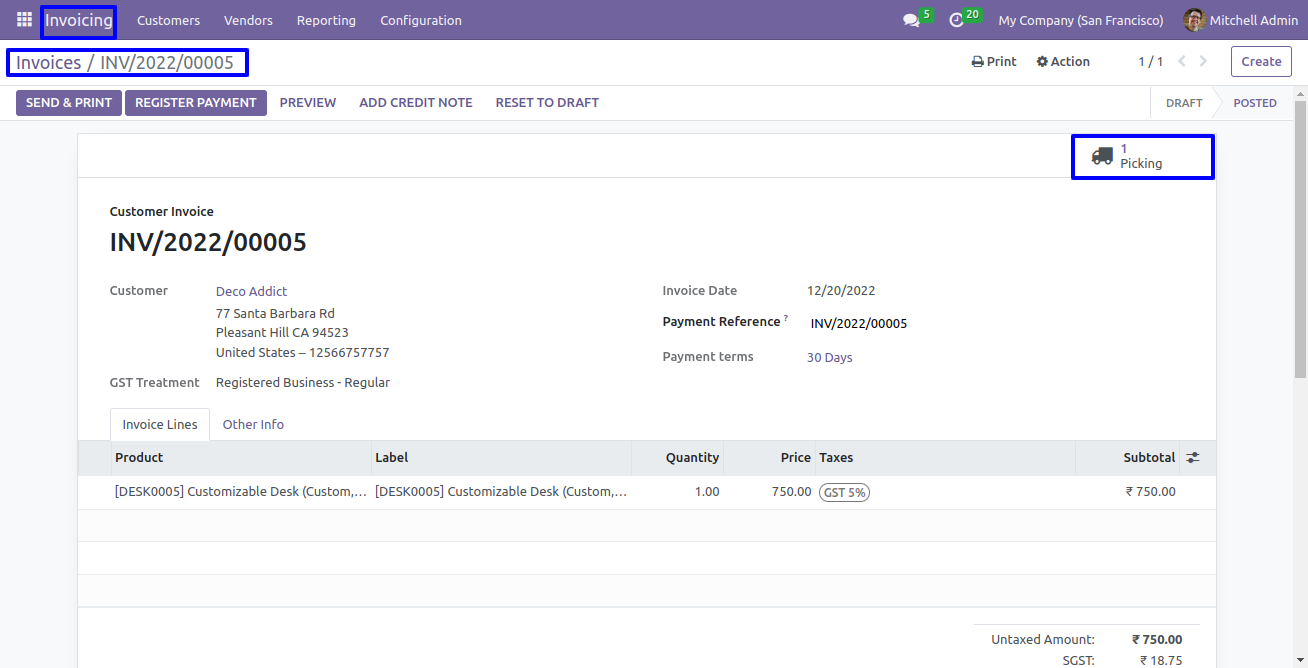 Invoicing Customers Vendors Reporting Configuration 5 20 My Company (San Francisco) Mitchell Admin
Invoices / INV/2022/00005 Print Action 1 / 1 Create
SEND & PRINT REGISTER PAYMENT PREVIEW ADD CREDIT NOTE RESET TO DRAFT DRAFT POSTED
1
Picking
Customer Invoice
INV/2022/00005
Customer Deco Addict Invoice Date 12/20/2022
77 Santa Barbara Rd
Payment Reference ? INV/2022/00005
Pleasant Hill CA 94523
United States – 12566757757 Payment terms 30 Days
GST Treatment Registered Business - Regular
Invoice Lines Other Info
Product Label Quantity Price Taxes Subtotal
[DESK0005] Customizable Desk (Custom,... [DESK0005] Customizable Desk (Custom,... 1.00 750.00 GST 5% ₹ 750.00
Untaxed Amount: ₹ 750.00
SGST: ₹ 18.75